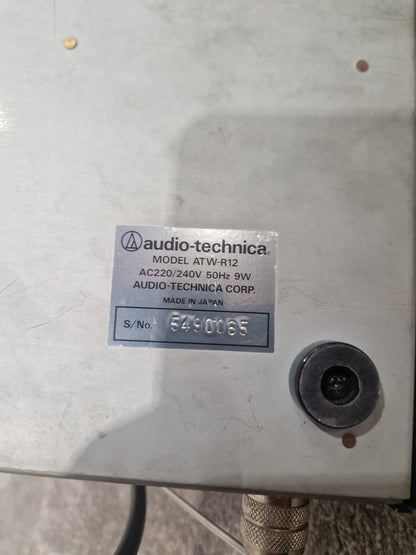 audio-technica
MODEL ATW-R12
AC220/240V 50Hz 9W
AUDIO-TECHNICA CORP.
MADE IN JAPAN
S/No. 5490065